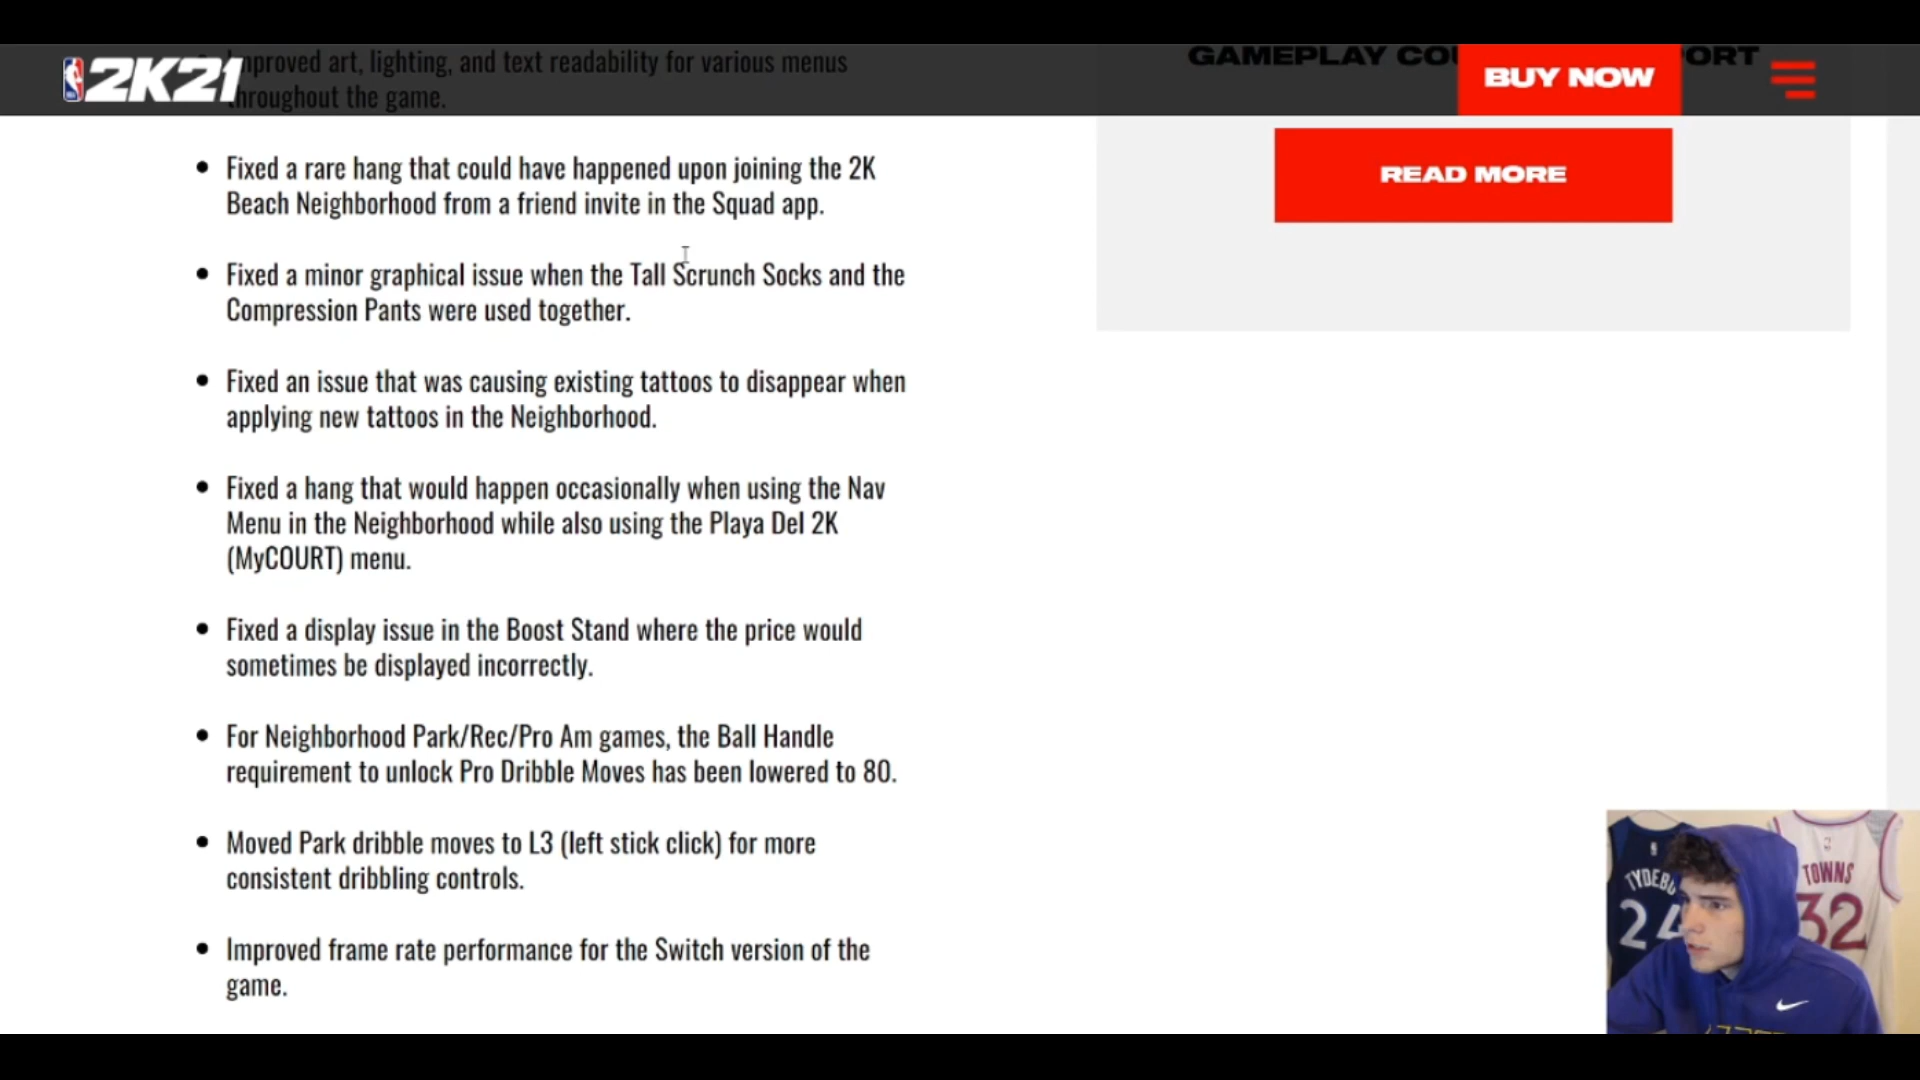 Improved art, lighting, and text readability for various menus
throughout the game.
2K21
GAMEPLAY
BUY NOW
READ MORE
• Fixed a rare hang that could have happened upon joining the 2K
Beach Neighborhood from a friend invite in the Squad app.
• Fixed a minor graphical issue when the Tall Scrunch Socks and the
Compression Pants were used together.
• Fixed an issue that was causing existing tattoos to disappear when
applying new tattoos in the Neighborhood.
• Fixed a hang that would happen occasionally when using the Nav
Menu in the Neighborhood while also using the Playa Del 2K
(MyCOURT) menu.
• Fixed a display issue in the Boost Stand where the price would
sometimes be displayed incorrectly.
• For Neighborhood Park/Rec/Pro Am games, the Ball Handle
requirement to unlock Pro Dribble Moves has been lowered to 80.
• Moved Park dribble moves to L3 (left stick click) for more
consistent dribbling controls.
• Improved frame rate performance for the Switch version of the
game.
24
TOWNS
32